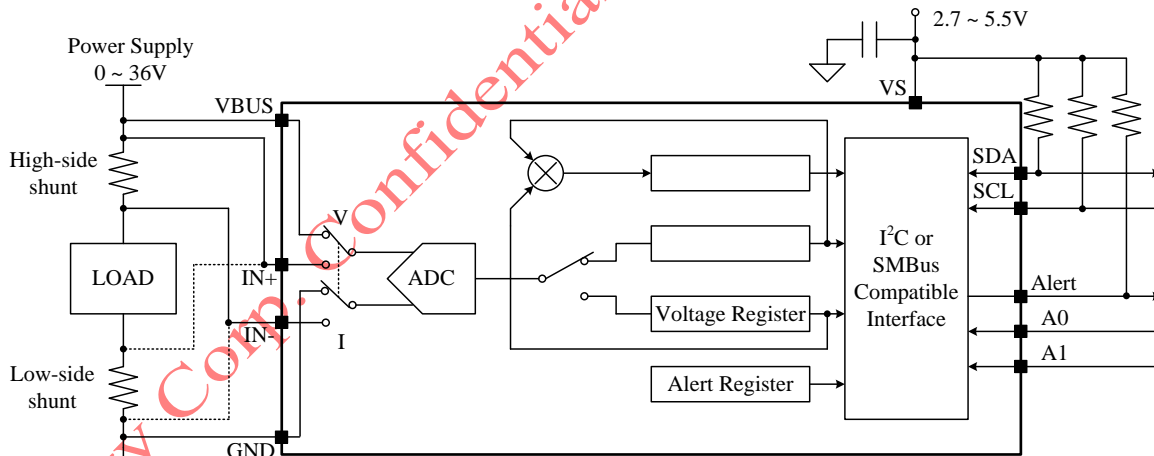 2.7 ~ 5.5V
Power Supply
0 ~ 36V
VBUS
VS
High-side
shunt
SDA
SCL
V
I²C or
SMBus
Compatible
Interface
LOAD
IN+
ADC
Alert
Voltage Register
IN-
I
A0
A1
Low-side
shunt
Alert Register
GND
Corp. Confidential